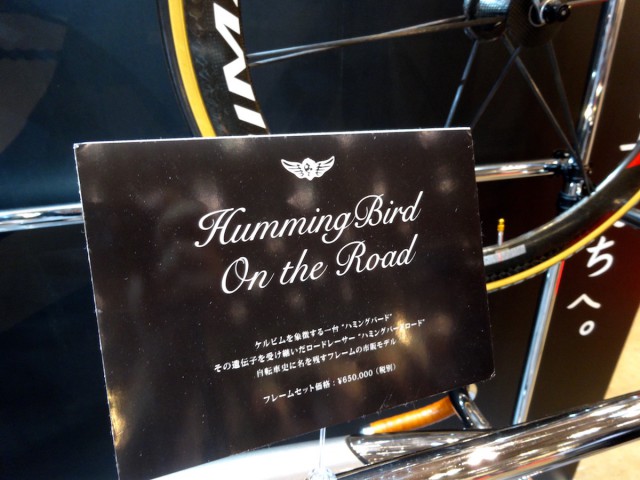 HummingBird
On the Road
ケルビムを象徴する一台 "ハミングバード"
その遺伝子を受け継いだロードレーサー "ハミングバードロード"
自転車史に名を残すフレームの市販モデル
フレームセット価格：¥650,000（税別）
ちへ。